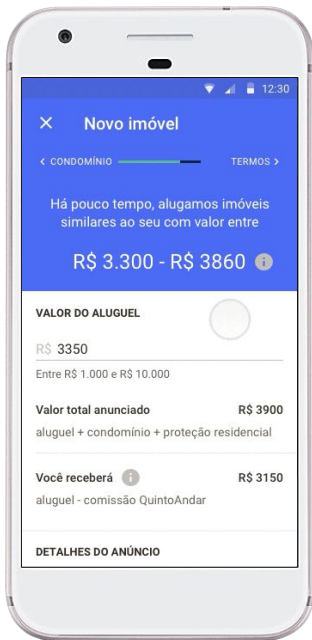 12:30
Novo imóvel
CONDOMÍNIO
TERMOS
Há pouco tempo, alugamos imóveis
similares ao seu com valor entre
R$ 3.300 - R$ 3860
VALOR DO ALUGUEL
R$ 3350
Entre R$ 1.000 e R$ 10.000
Valor total anunciado R$ 3900
aluguel + condomínio + proteção residencial
Você receberá R$ 3150
aluguel - comissão QuintoAndar
DETALHES DO ANÚNCIO